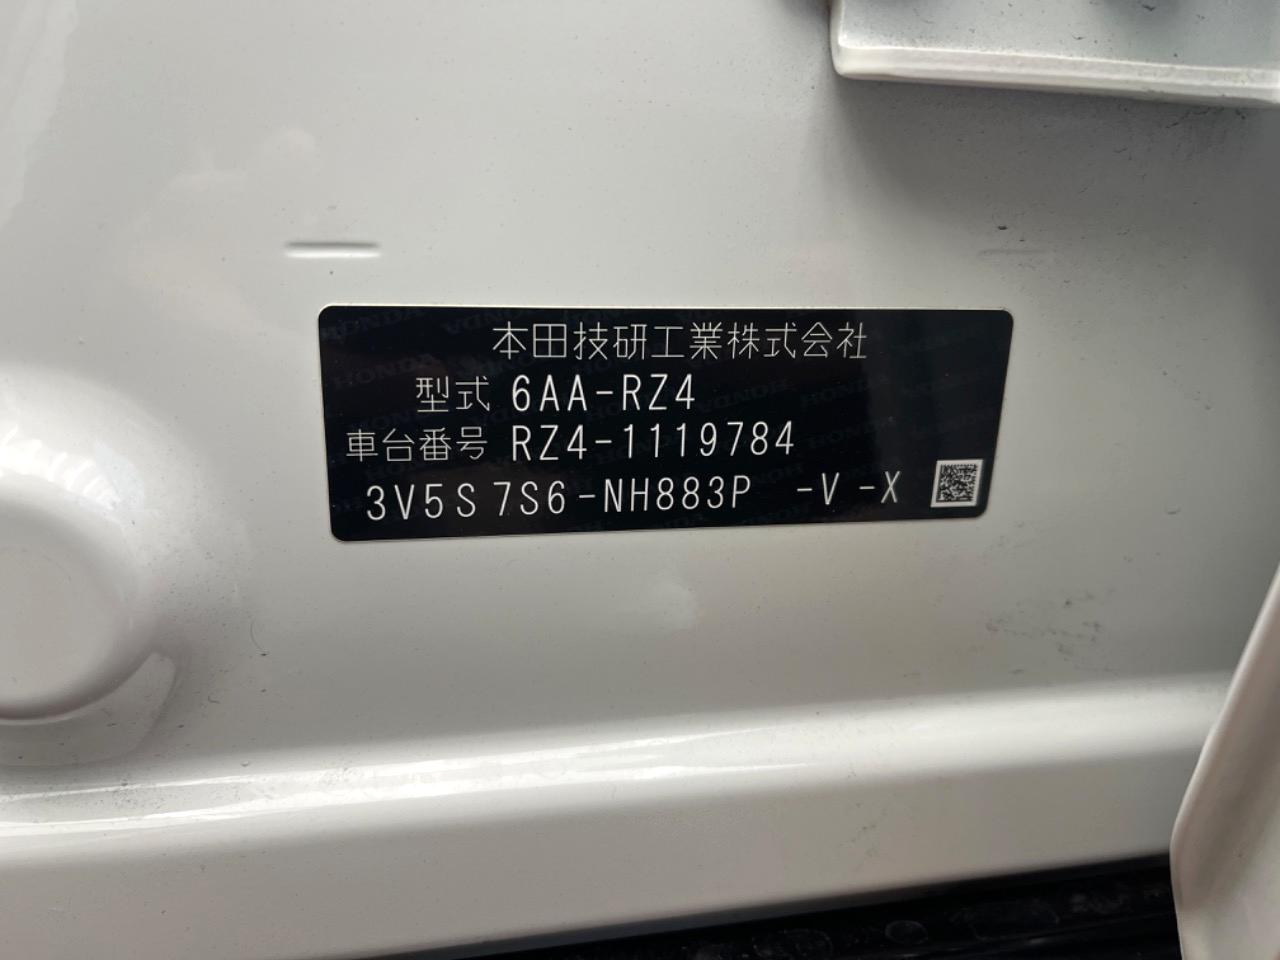 本田技研工業株式会社
型式 6AA-RZ4
車台番号 RZ4-1119784
3V5S 7S6-NH883P -V -X